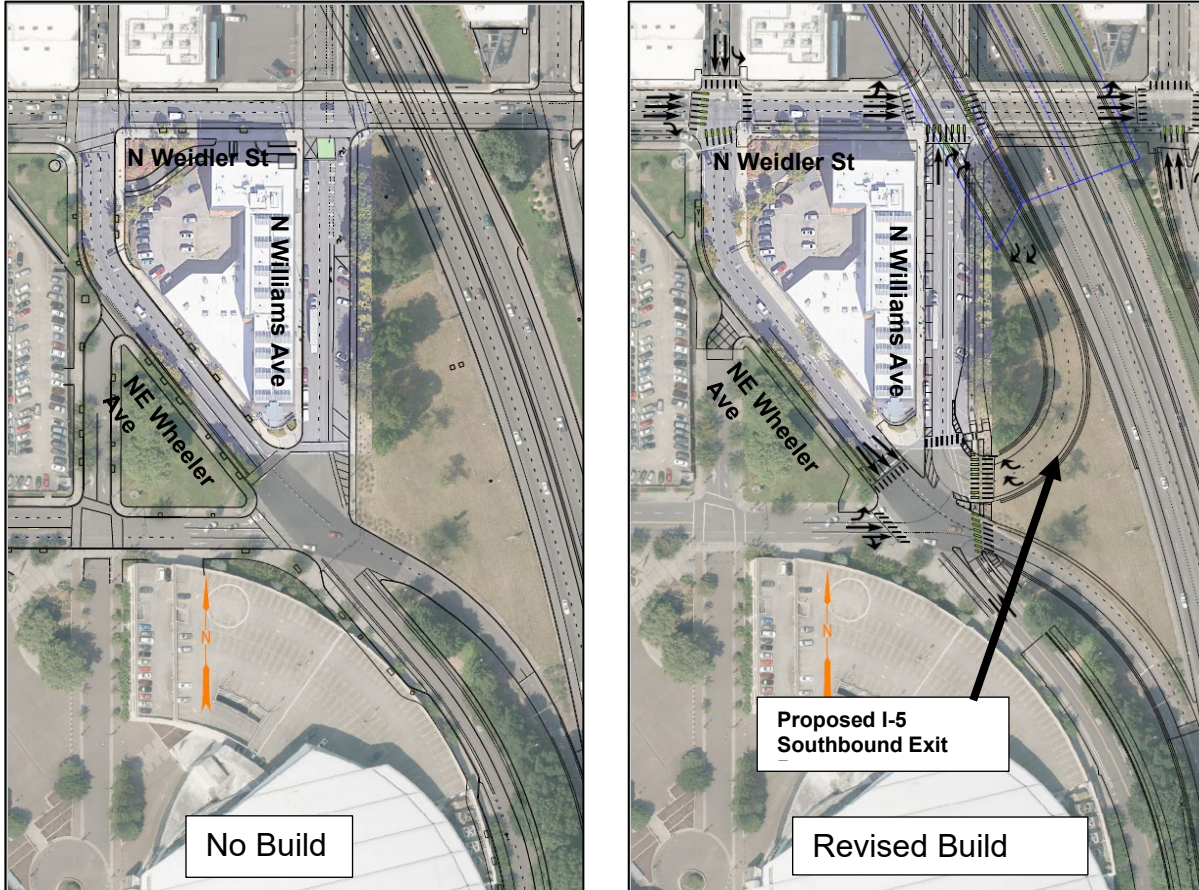 N Weidler St
N Williams Ave
NE Wheeler
Ave
N
No Build
N Weidler St
N Williams Ave
NE Wheeler
Ave
N
Proposed I-5
Southbound Exit
Revised Build